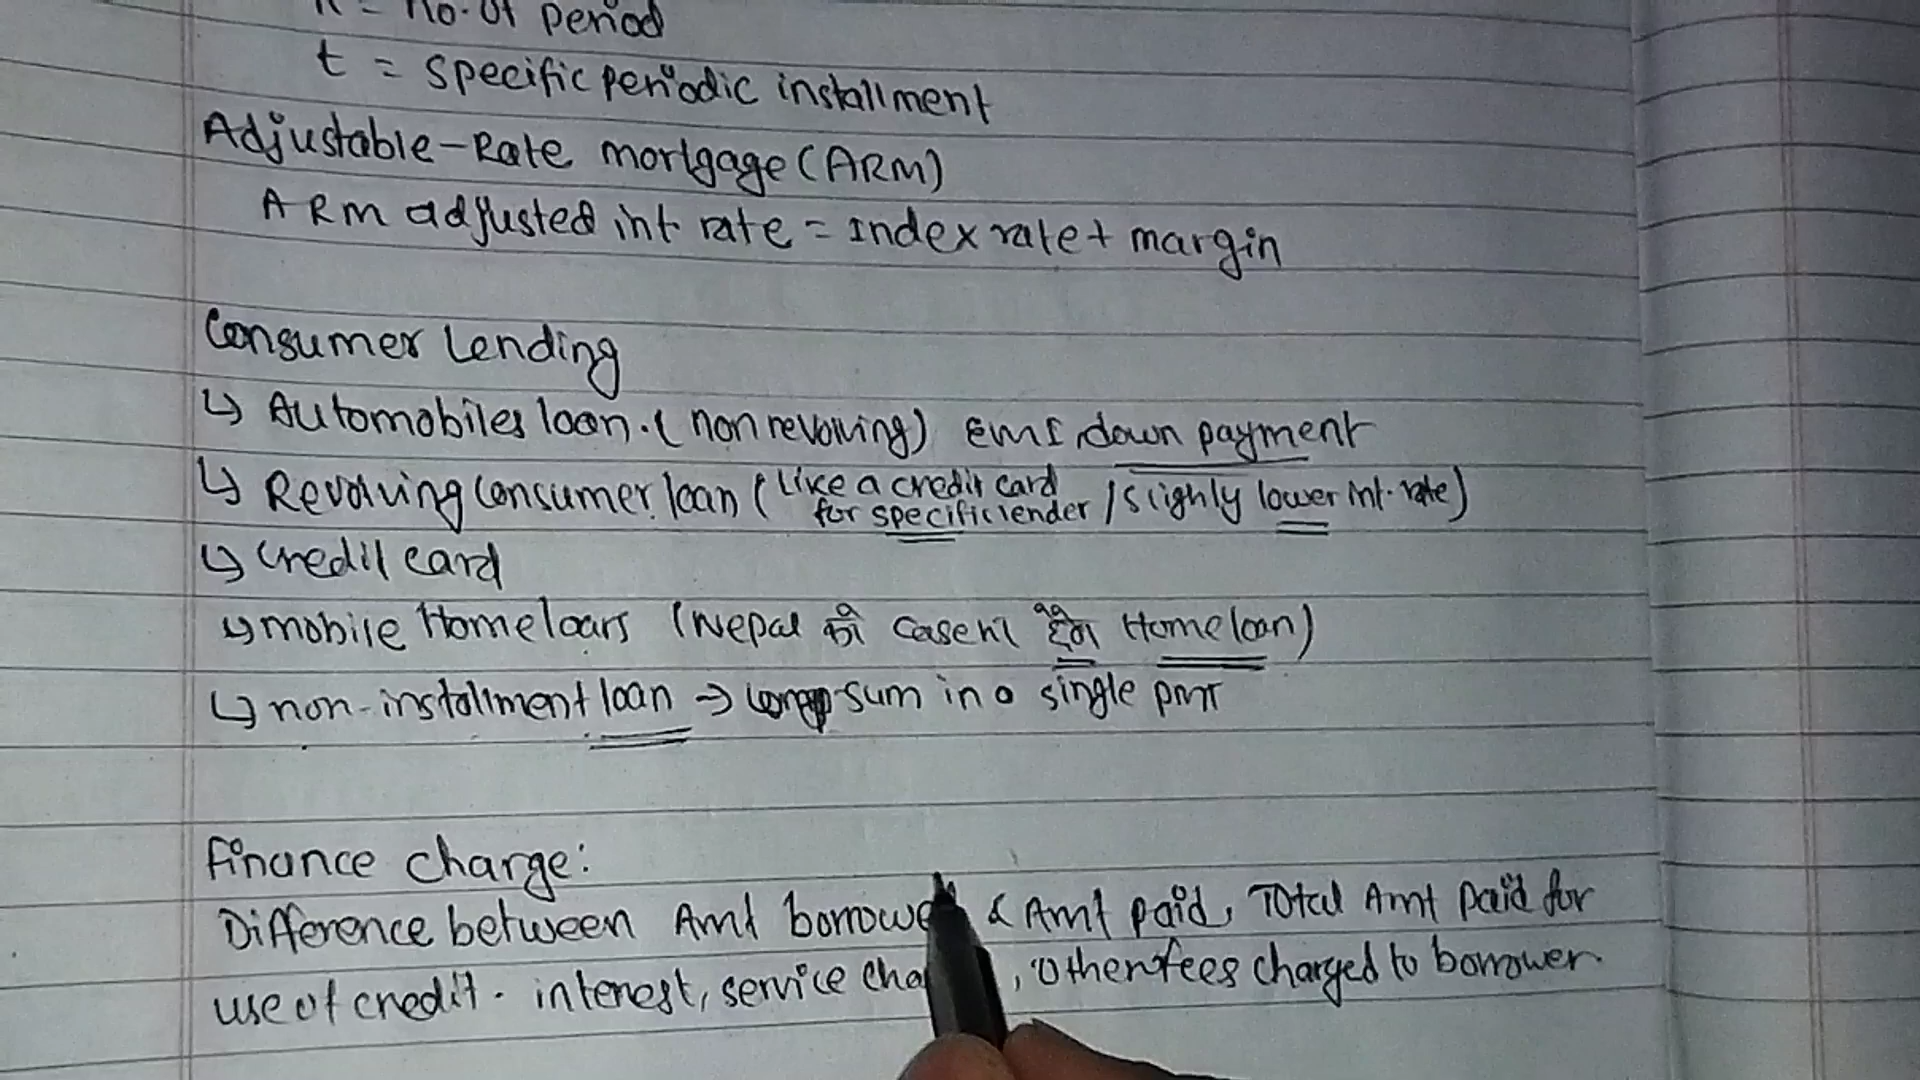 = no. of period
t = specific periodic installment
Adjustable-Rate mortgage (ARM)
ARM adjusted int rate = Index rate + margin
Consumer Lending
↳ Automobiles loan. (non revolving) EMI, down payment
↳ Revolving consumer loan (Like a credit card for specific lender / slighly lower int. rate)
↳ credit card
↳ mobile Home loans (Nepal को case मा Home loan)
↳ non-installment loan → sum in a single pmt
Finance charge:
Difference between Amt borrowe & Amt paid, Total Amt paid for
use of credit. interest, service cha , other fees charged to borrower.